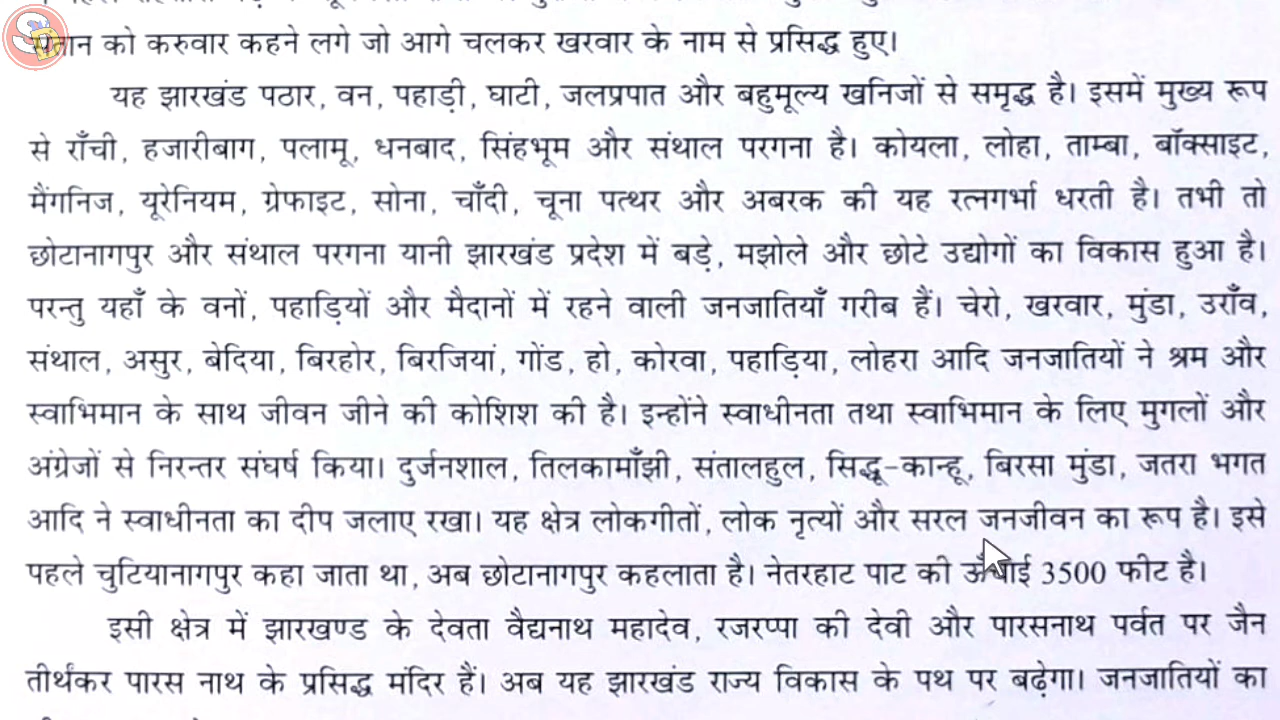 को करुवार कहने लगे जो आगे चलकर खरवार के नाम से प्रसिद्ध हुए।
यह झारखंड पठार, वन, पहाड़ी, घाटी, जलप्रपात और बहुमूल्य खनिजों से समृद्ध है। इसमें मुख्य रूप
से राँची, हजारीबाग, पलामू, धनबाद, सिंहभूम और संथाल परगना है। कोयला, लोहा, ताम्बा, बॉक्साइट,
मैंगनिज, यूरेनियम, ग्रेफाइट, सोना, चाँदी, चूना पत्थर और अबरक की यह रत्नगर्भा धरती है। तभी तो
छोटानागपुर और संथाल परगना यानी झारखंड प्रदेश में बड़े, मझोले और छोटे उद्योगों का विकास हुआ है।
परन्तु यहाँ के वनों, पहाड़ियों और मैदानों में रहने वाली जनजातियाँ गरीब हैं। चेरो, खरवार, मुंडा, उराँव,
संथाल, असुर, बेदिया, बिरहोर, बिरजियां, गोंड, हो, कोरवा, पहाड़िया, लोहरा आदि जनजातियों ने श्रम और
स्वाभिमान के साथ जीवन जीने की कोशिश की है। इन्होंने स्वाधीनता तथा स्वाभिमान के लिए मुगलों और
अंग्रेजों से निरन्तर संघर्ष किया। दुर्जनशाल, तिलकामाँझी, संतालहुल, सिद्धू-कान्हू, बिरसा मुंडा, जतरा भगत
आदि ने स्वाधीनता का दीप जलाए रखा। यह क्षेत्र लोकगीतों, लोक नृत्यों और सरल जनजीवन का रूप है। इसे
पहले चुटियानागपुर कहा जाता था, अब छोटानागपुर कहलाता है। नेतरहाट पाट की ऊँचाई 3500 फीट है।
इसी क्षेत्र में झारखण्ड के देवता वैद्यनाथ महादेव, रजरप्पा की देवी और पारसनाथ पर्वत पर जैन
तीर्थंकर पारस नाथ के प्रसिद्ध मंदिर हैं। अब यह झारखंड राज्य विकास के पथ पर बढ़ेगा। जनजातियों का